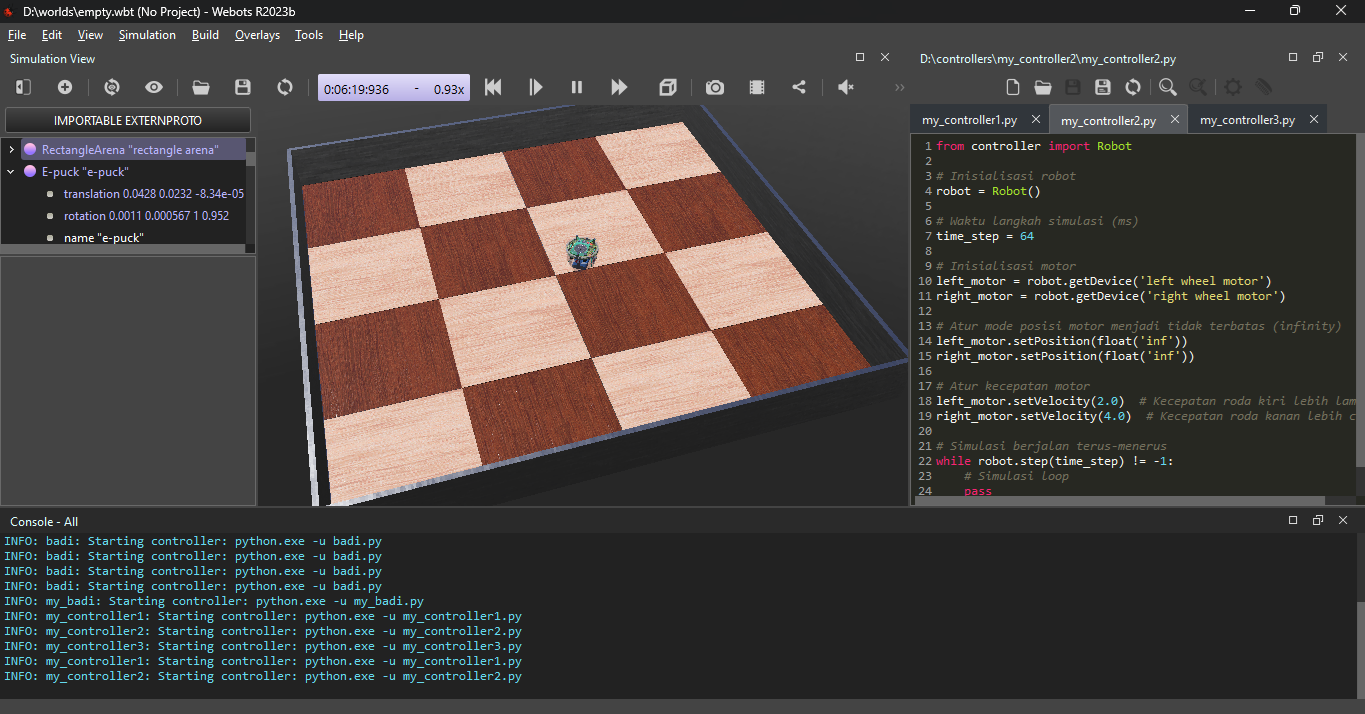 D:\worlds\empty.wbt (No Project) - Webots R2023b
File Edit View Simulation Build Overlays Tools Help
Simulation View
0:06:19:936 - 0.93x
IMPORTABLE EXTERNPROTO
RectangleArena "rectangle arena"
E-puck "e-puck"
translation 0.0428 0.0232 -8.34e-05
rotation 0.0011 0.000567 1 0.952
name "e-puck"
D:\controllers\my_controller2\my_controller2.py
my_controller1.py my_controller2.py my_controller3.py
1 from controller import Robot
2
3 # Inisialisasi robot
4 robot = Robot()
5
6 # Waktu langkah simulasi (ms)
7 time_step = 64
8
9 # Inisialisasi motor
10 left_motor = robot.getDevice('left wheel motor')
11 right_motor = robot.getDevice('right wheel motor')
12
13 # Atur mode posisi motor menjadi tidak terbatas (infinity)
14 left_motor.setPosition(float('inf'))
15 right_motor.setPosition(float('inf'))
16
17 # Atur kecepatan motor
18 left_motor.setVelocity(2.0) # Kecepatan roda kiri lebih lam
19 right_motor.setVelocity(4.0) # Kecepatan roda kanan lebih c
20
21 # Simulasi berjalan terus-menerus
22 while robot.step(time_step) != -1:
23 # Simulasi loop
24 pass
Console - All
INFO: badi: Starting controller: python.exe -u badi.py
INFO: badi: Starting controller: python.exe -u badi.py
INFO: badi: Starting controller: python.exe -u badi.py
INFO: badi: Starting controller: python.exe -u badi.py
INFO: my_badi: Starting controller: python.exe -u my_badi.py
INFO: my_controller1: Starting controller: python.exe -u my_controller1.py
INFO: my_controller2: Starting controller: python.exe -u my_controller2.py
INFO: my_controller3: Starting controller: python.exe -u my_controller3.py
INFO: my_controller1: Starting controller: python.exe -u my_controller1.py
INFO: my_controller2: Starting controller: python.exe -u my_controller2.py